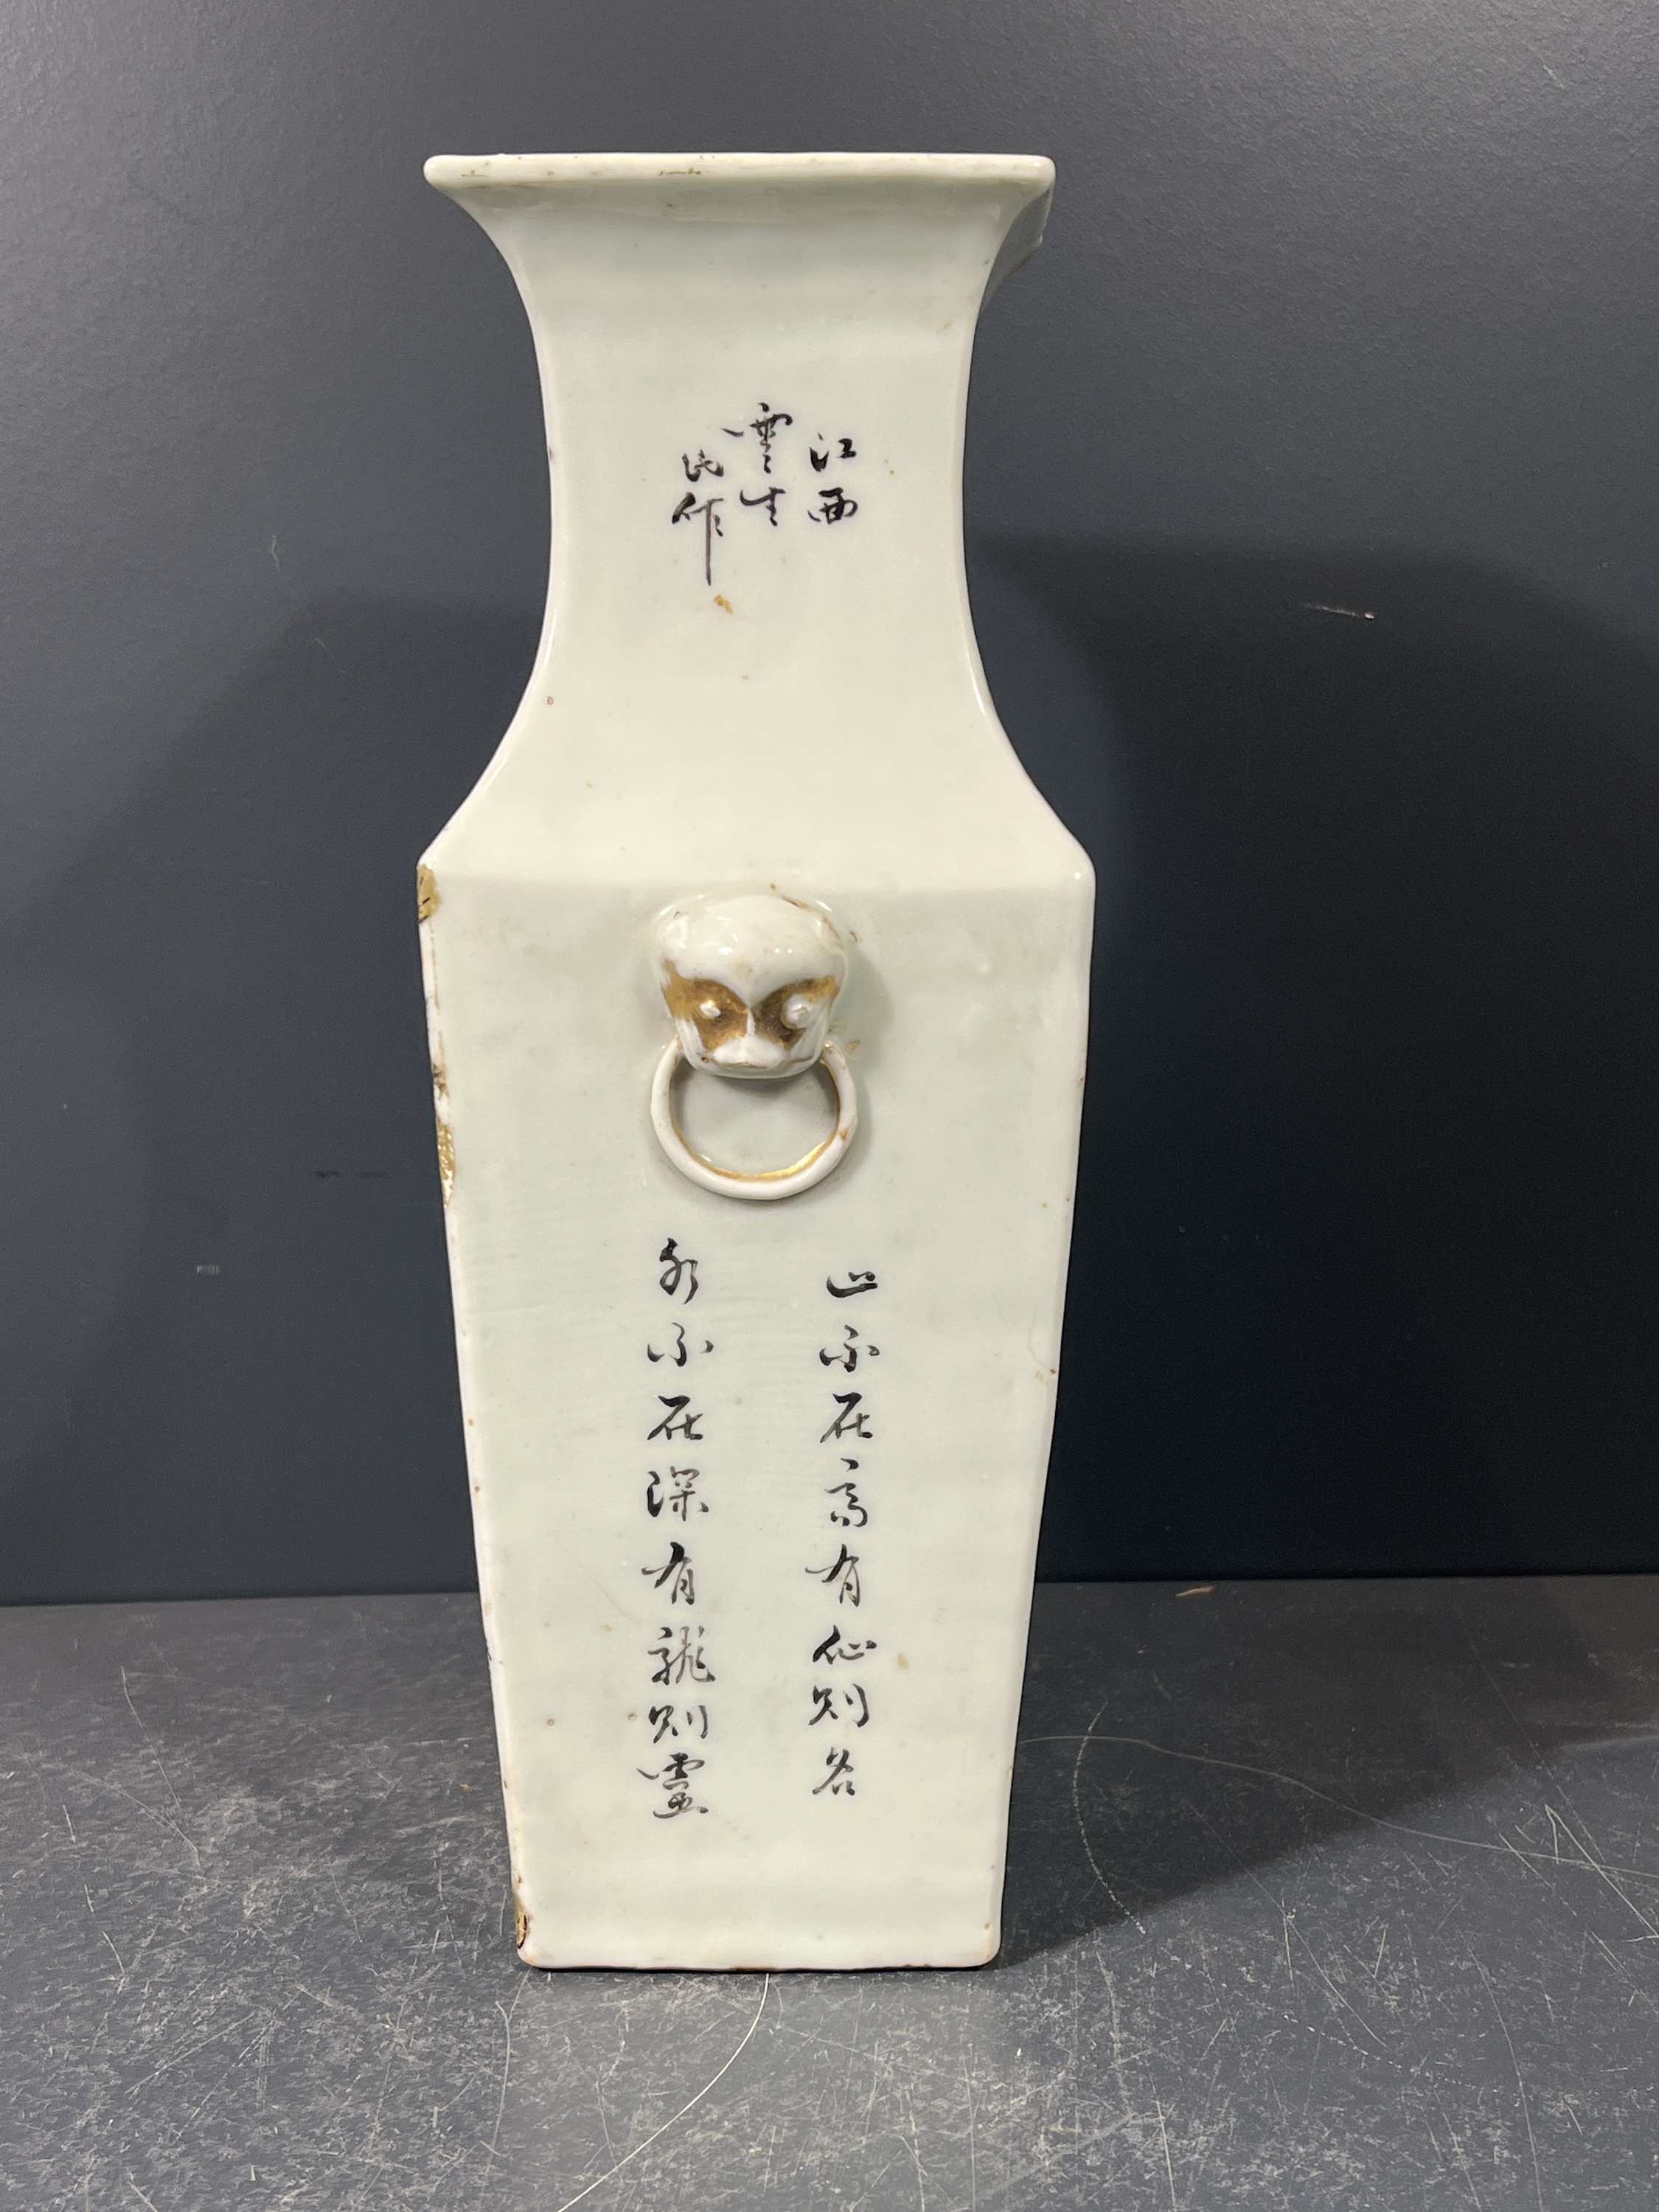 江西
雲生
氏作
山不在高有仙則名
水不在深有龍則靈